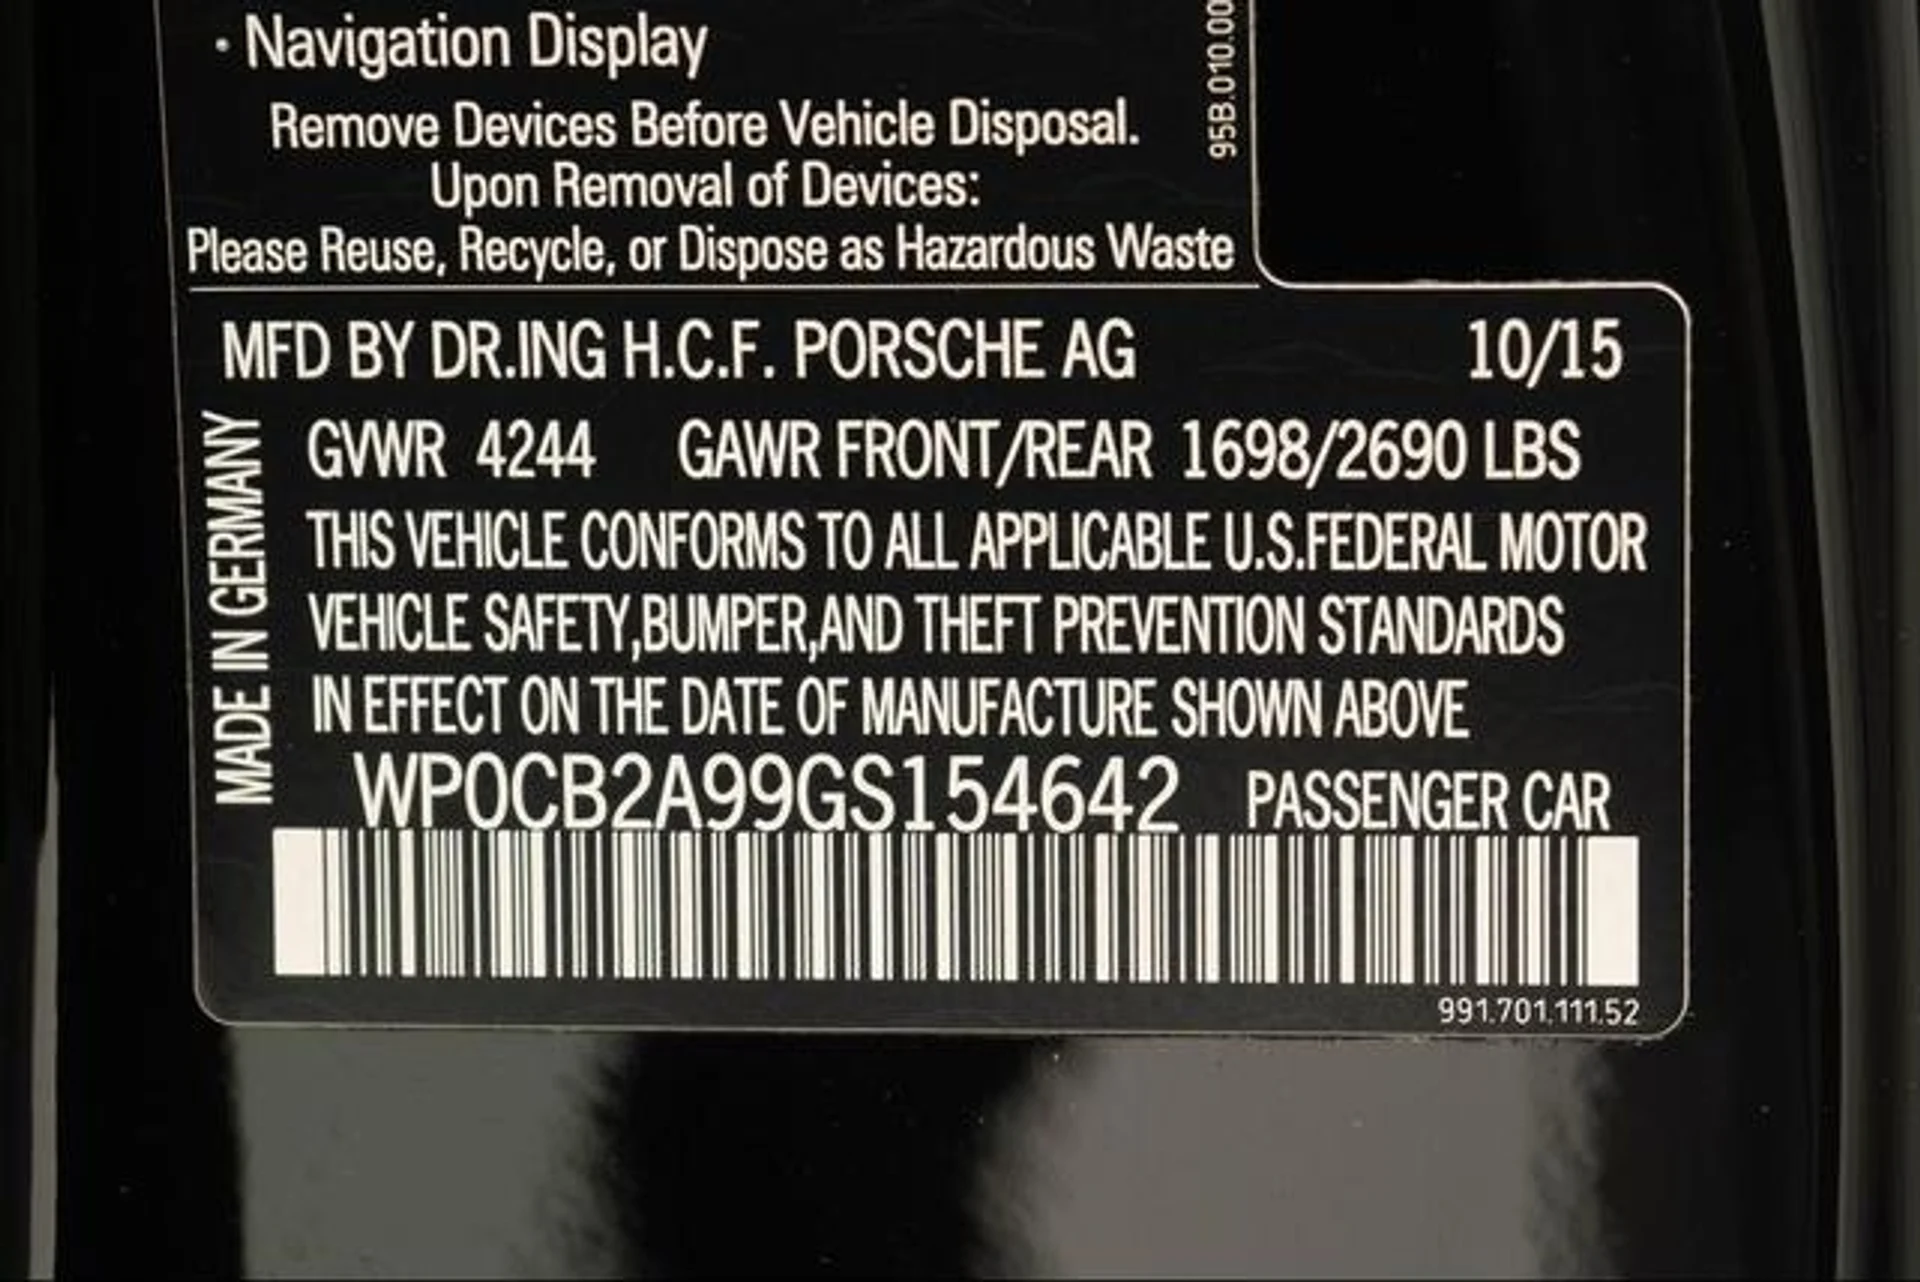 · Navigation Display
Remove Devices Before Vehicle Disposal.
Upon Removal of Devices:
Please Reuse, Recycle, or Dispose as Hazardous Waste
95B.010.00
MFD BY DR.ING H.C.F. PORSCHE AG 10/15
MADE IN GERMANY
GVWR 4244 GAWR FRONT/REAR 1698/2690 LBS
THIS VEHICLE CONFORMS TO ALL APPLICABLE U.S.FEDERAL MOTOR
VEHICLE SAFETY,BUMPER,AND THEFT PREVENTION STANDARDS
IN EFFECT ON THE DATE OF MANUFACTURE SHOWN ABOVE
WP0CB2A99GS154642 PASSENGER CAR
991.701.111.52